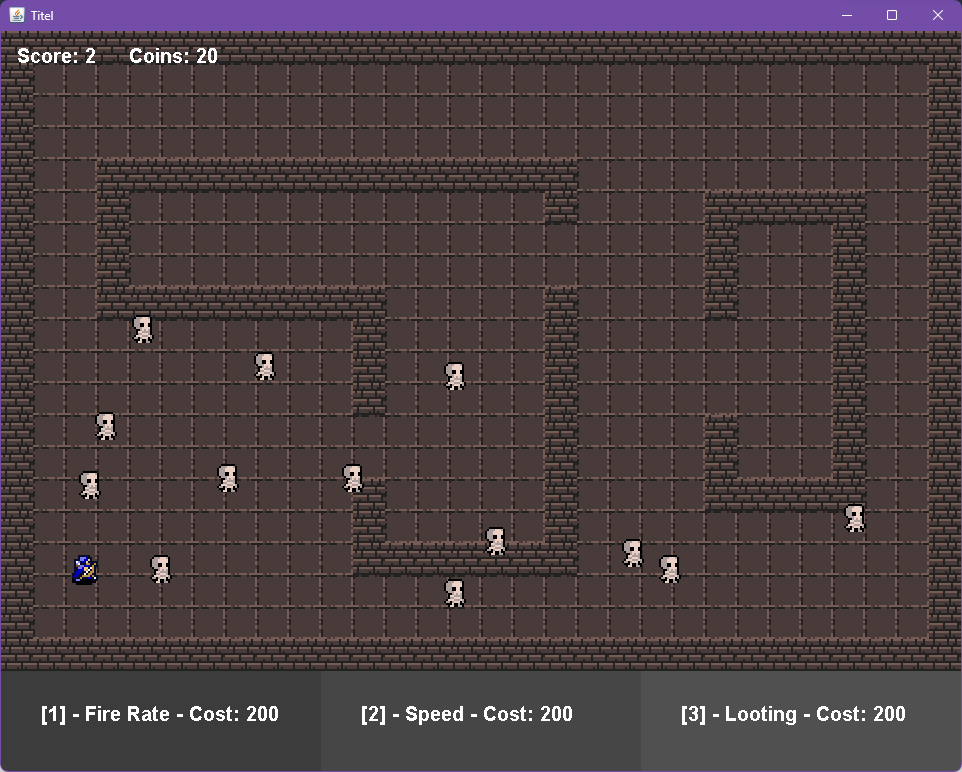 Titel
Score: 2 Coins: 20
[1] - Fire Rate - Cost: 200 [2] - Speed - Cost: 200 [3] - Looting - Cost: 200